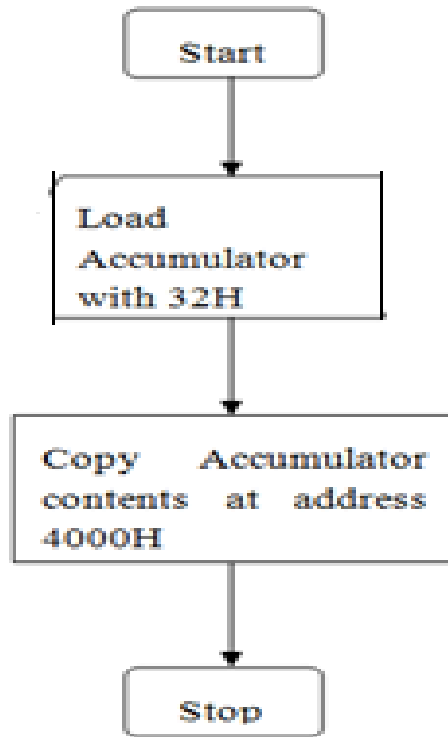 Start
Load
Accumulator
with 32H
Copy Accumulator
contents at address
4000H
Stop